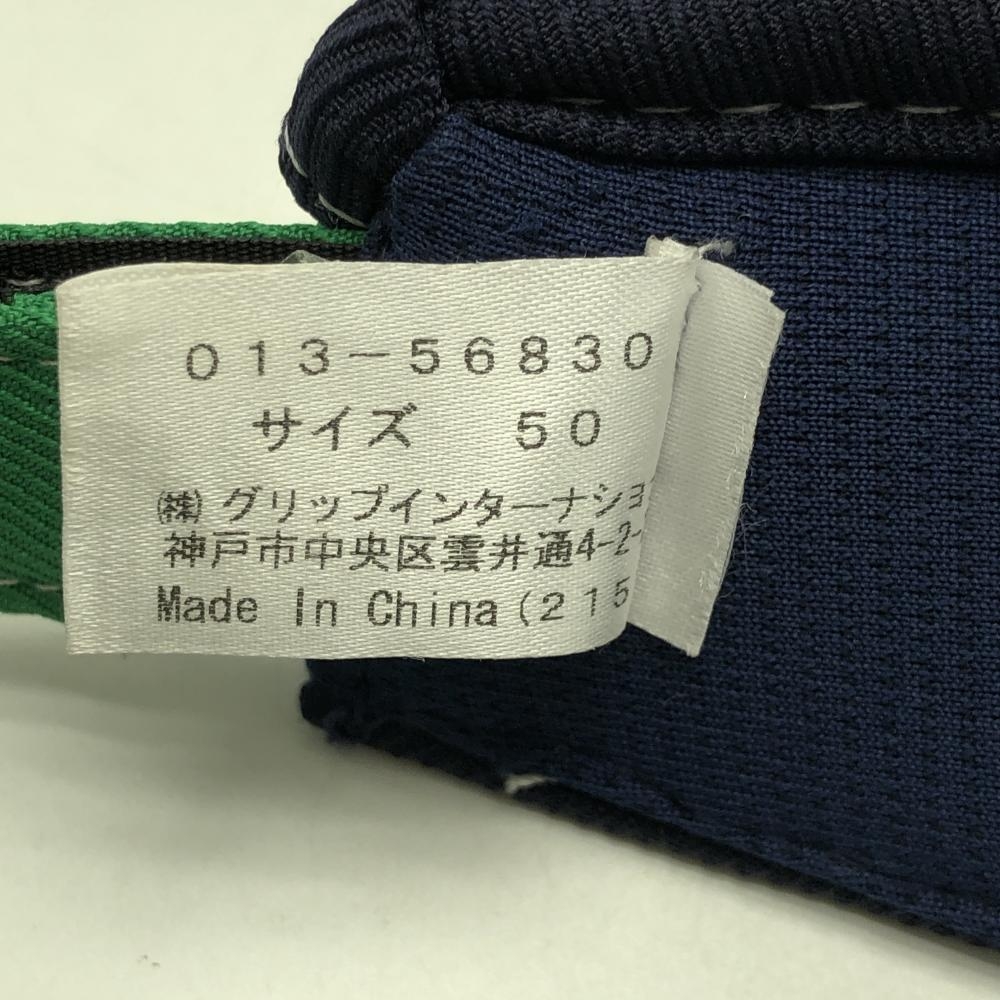 013-56830
サイズ 50
㈱グリップインターナショ
神戸市中央区雲井通4-2-
Made In China(215